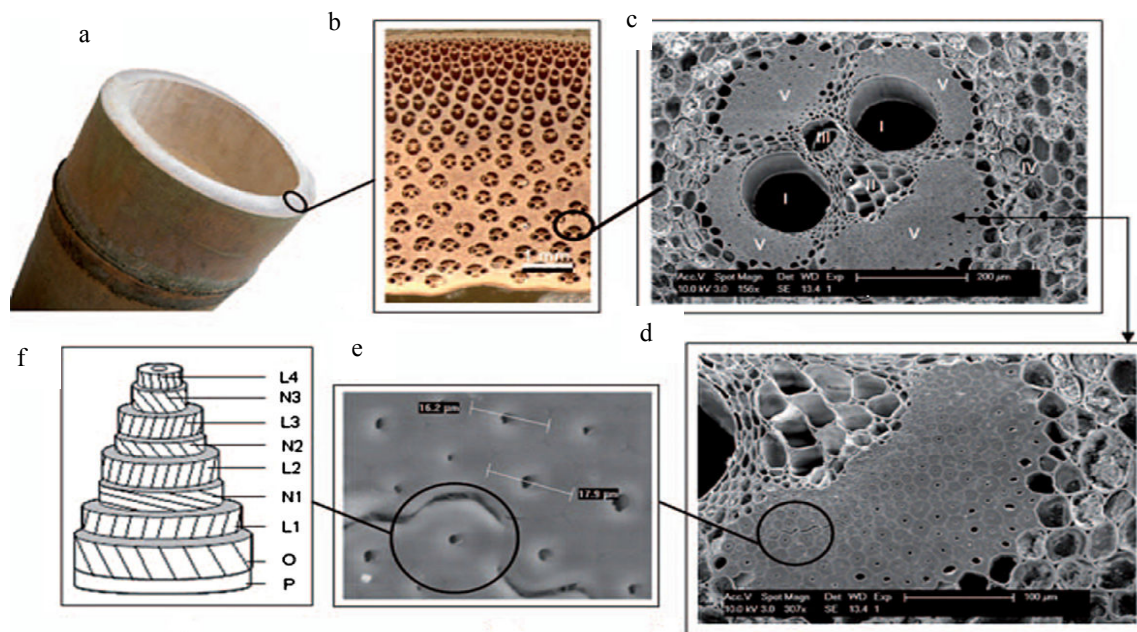 a
b
1 mm
c
V
V
I
III
II
IV
I
V
V
Acc.V Spot Magn Det WD Exp
200 µm
10.0 kV 3.0 156x SE 13.4 1
f
L4
N3
L3
N2
L2
N1
L1
O
P
e
16.2 µm
17.9 µm
d
Acc.V Spot Magn Det WD Exp
100 µm
10.0 kV 3.0 307x SE 13.4 1